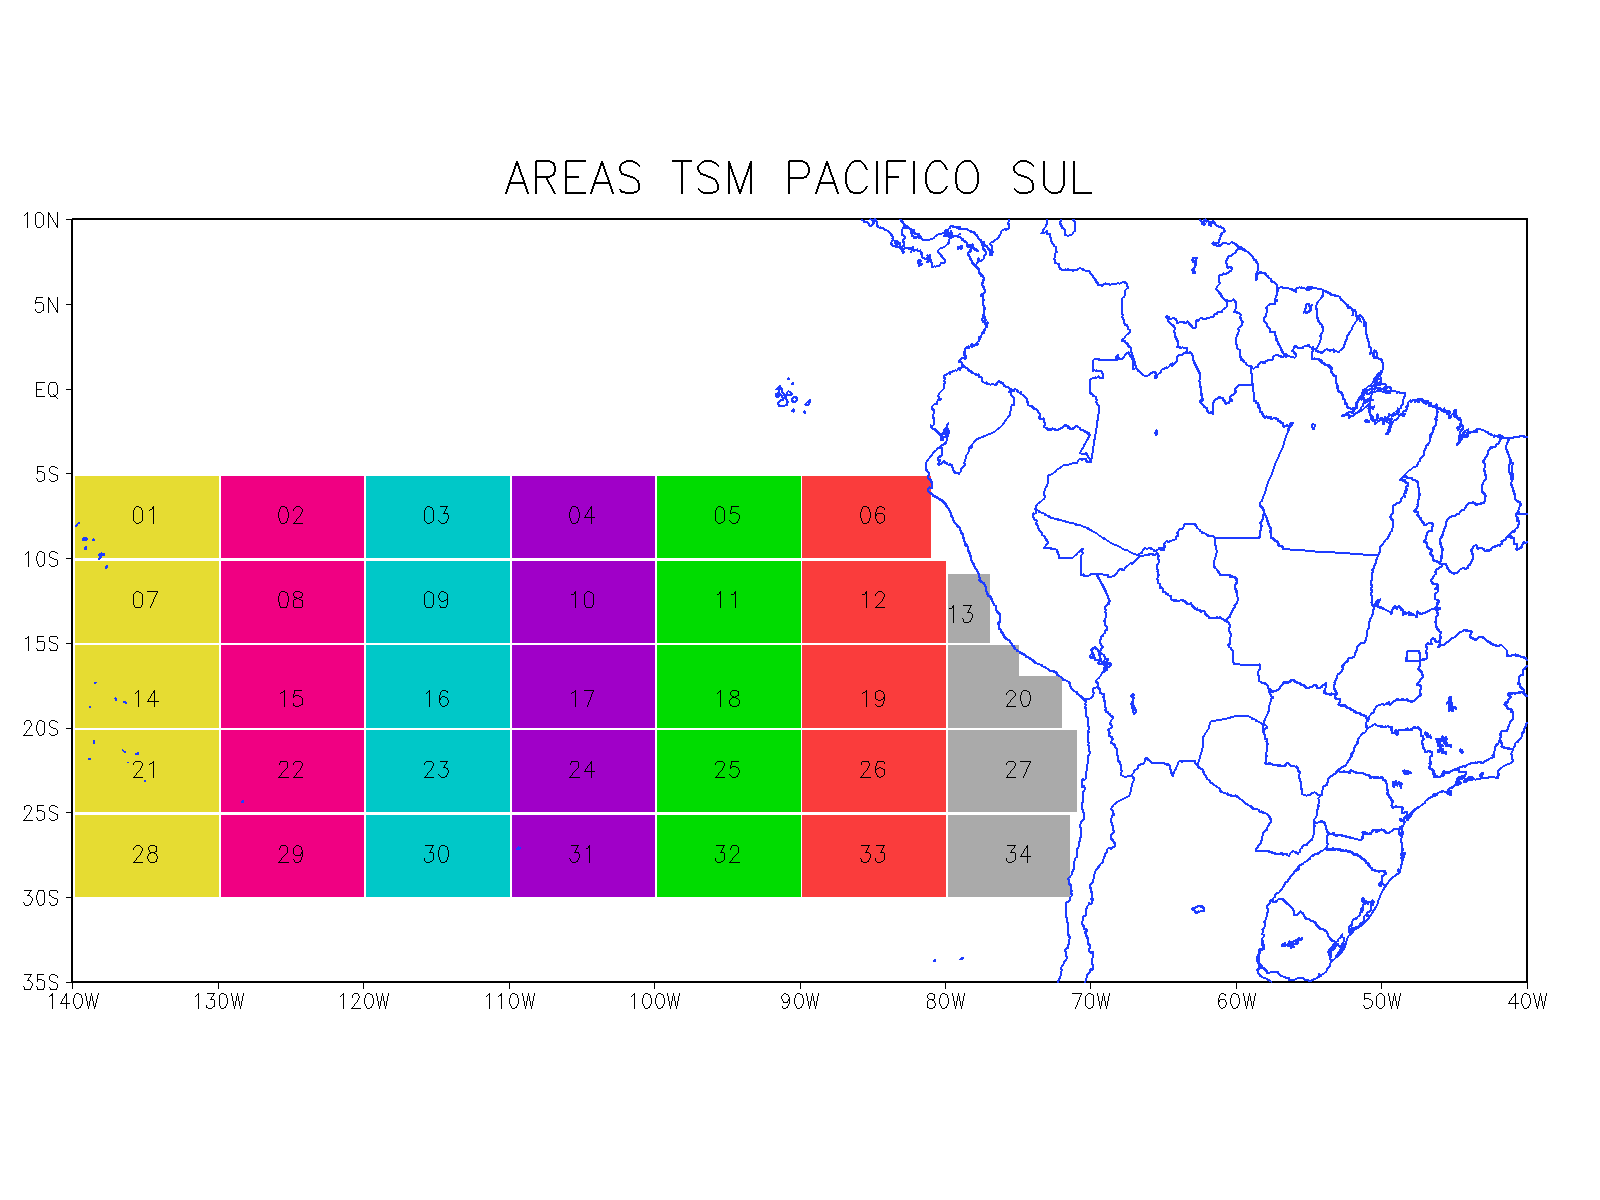 AREAS TSM PACIFICO SUL
10N
5N
EQ
5S
01 02 03 04 05 06
10S
07 08 09 10 11 12 13
15S
14 15 16 17 18 19 20
20S
21 22 23 24 25 26 27
25S
28 29 30 31 32 33 34
30S
35S
140W 130W 120W 110W 100W 90W 80W 70W 60W 50W 40W